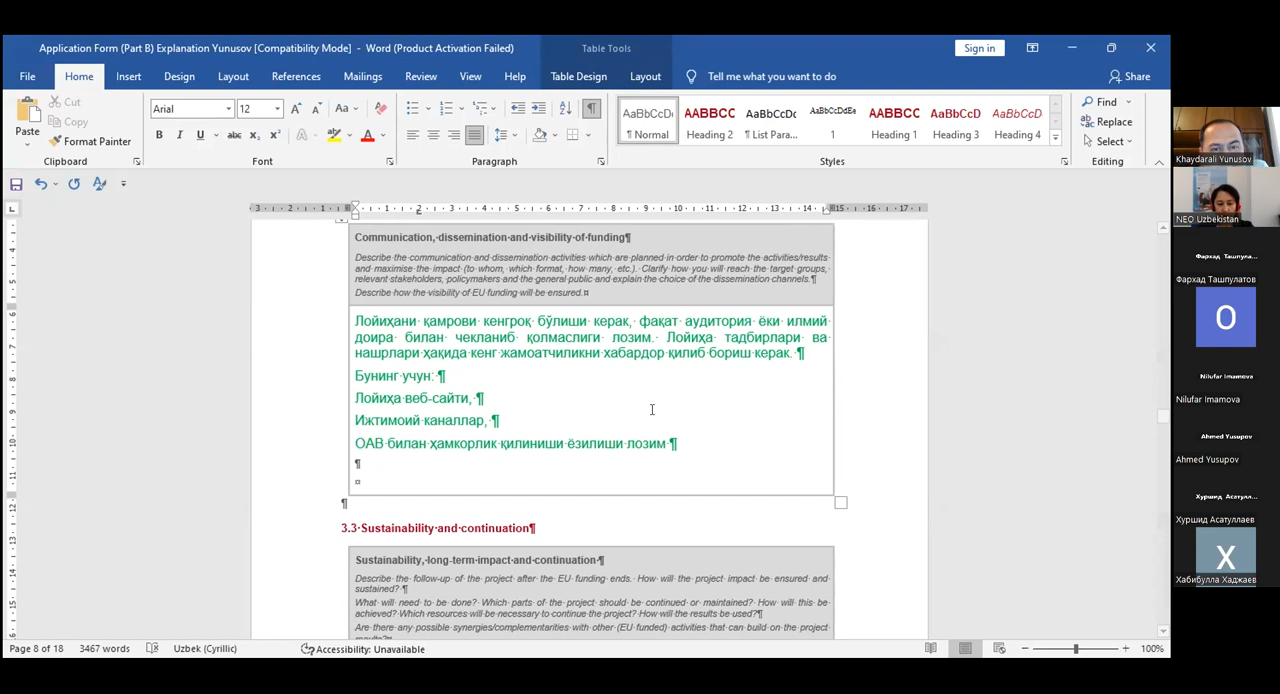 Application Form (Part B) Explanation Yunusov [Compatibility Mode] - Word (Product Activation Failed)
Table Tools
Sign in
File Home Insert Design Layout References Mailings Review View Help Table Design Layout Tell me what you want to do Share
Paste
Cut
Copy
Format Painter
Clipboard
Arial 12
Font
Paragraph
AaBbCcDc ¶ Normal
AABBCC Heading 2
AaBbCcDc ¶ List Para...
AaBbCcDdEe 1
AABBCC Heading 1
AaBbCcD Heading 3
AaBbCcD Heading 4
Styles
Find
Replace
Select
Editing
Communication, dissemination and visibility of funding¶
Describe the communication and dissemination activities which are planned in order to promote the activities/results
and maximise the impact (to whom, which format, how many, etc.). Clarify how you will reach the target groups,
relevant stakeholders, policymakers and the general public and explain the choice of the dissemination channels.¶
Describe how the visibility of EU funding will be ensured.¤
Лойиҳани қамрови кенгроқ бўлиши керак, фақат аудитория ёки илмий
доира билан чекланиб қолмаслиги лозим. Лойиҳа тадбирлари ва
нашрлари ҳақида кенг жамоатчиликни хабардор қилиб бориш керак. ¶
Бунинг учун: ¶
Лойиҳа веб-сайти, ¶
Ижтимоий каналлар, ¶
ОАВ билан ҳамкорлик қилиниши ёзилиши лозим ¶
¶
¤
¶
3.3 Sustainability and continuation¶
Sustainability, long-term impact and continuation ¶
Describe the follow-up of the project after the EU funding ends. How will the project impact be ensured and
sustained? ¶
What will need to be done? Which parts of the project should be continued or maintained? How will this be
achieved? Which resources will be necessary to continue the project? How will the results be used?¶
Are there any possible synergies/complementarities with other (EU funded) activities that can build on the project
results?¤
Page 8 of 18 3467 words Uzbek (Cyrillic) Accessibility: Unavailable 100%
Khaydarali Yunusov
NEO Uzbekistan
Фархад Ташпула...
Фархад Ташпулатов
O
Nilufar Imamova
Nilufar Imamova
Ahmed Yusupov
Ahmed Yusupov
Хуршид Асатулл...
Хуршид Асатуллаев
X
Хабибулла Хаджаев